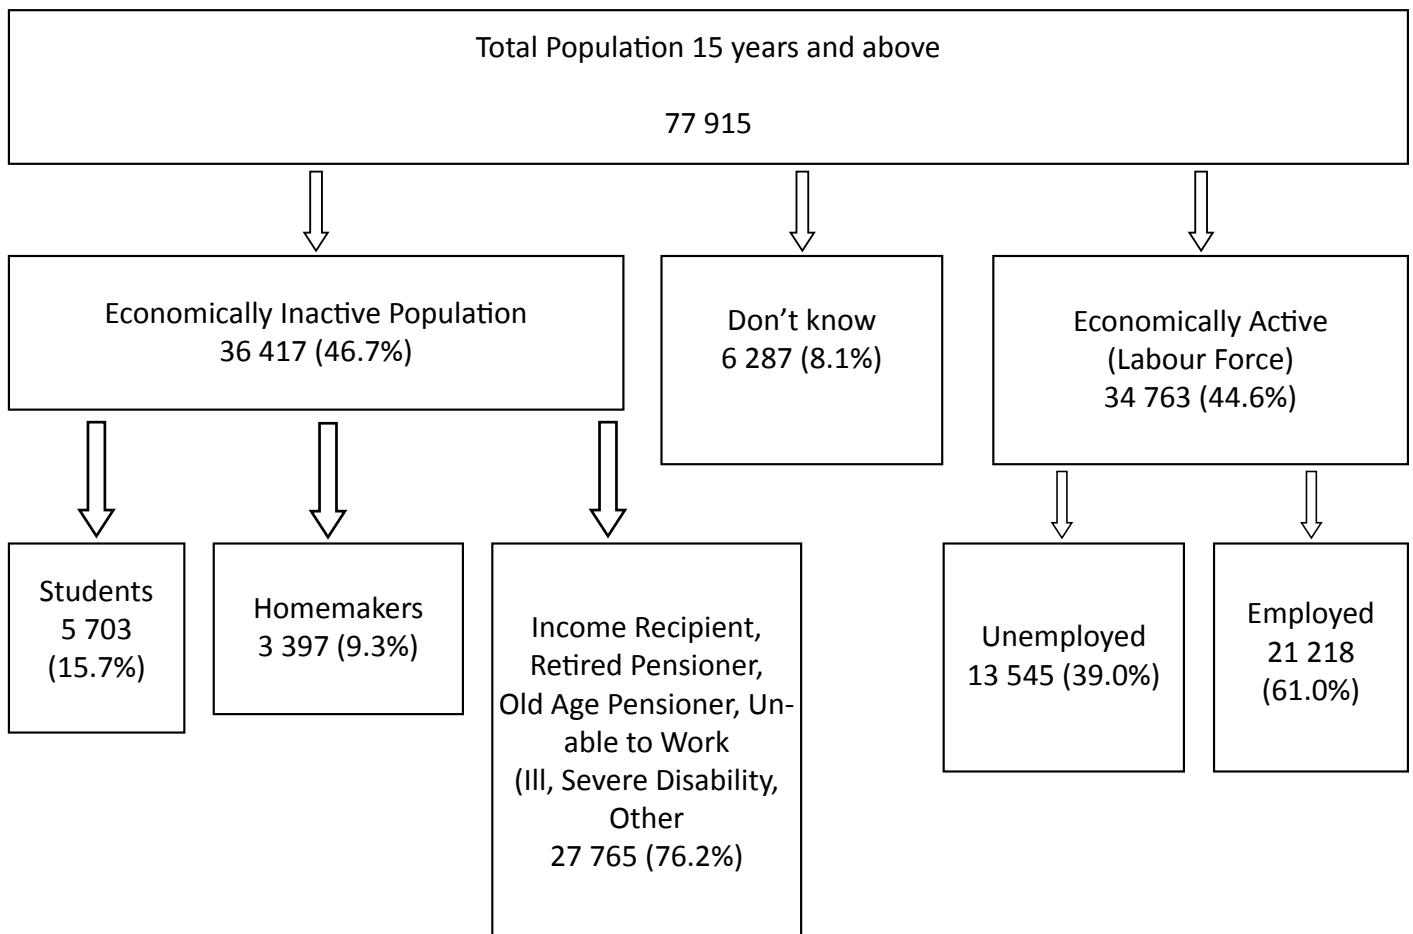 Total Population 15 years and above
77 915
Economically Inactive Population
36 417 (46.7%)
Don’t know
6 287 (8.1%)
Economically Active
(Labour Force)
34 763 (44.6%)
Students
5 703
(15.7%)
Homemakers
3 397 (9.3%)
Income Recipient,
Retired Pensioner,
Old Age Pensioner, Un-
able to Work
(Ill, Severe Disability,
Other
27 765 (76.2%)
Unemployed
13 545 (39.0%)
Employed
21 218
(61.0%)